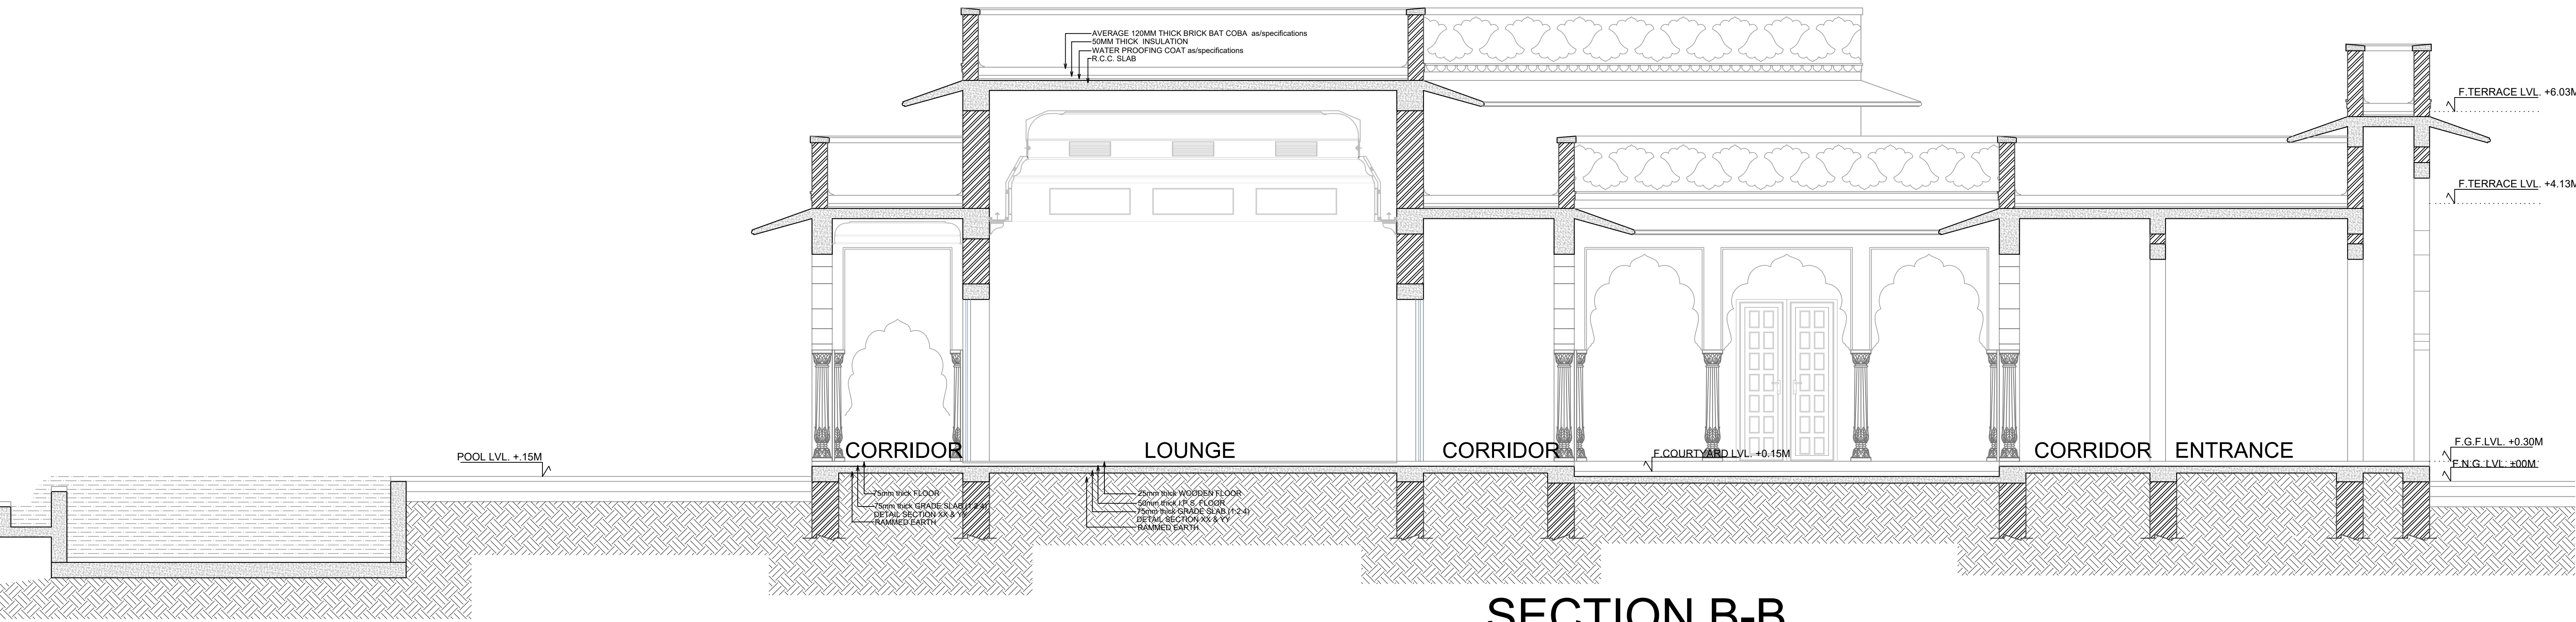 AVERAGE 120MM THICK BRICK BAT COBA as/specifications
50MM THICK INSULATION
WATER PROOFING COAT as/specifications
R.C.C. SLAB
F.TERRACE LVL. +6.03M
F.TERRACE LVL. +4.13M
CORRIDOR
LOUNGE
CORRIDOR
F.COURTYARD LVL. +0.15M
CORRIDOR
ENTRANCE
F.G.F.LVL. +0.30M
F.N.G. LVL. ±00M
POOL LVL. +.15M
75mm thick FLOOR
75mm thick GRADE SLAB (1:2:4)
DETAIL SECTION XX & YY
RAMMED EARTH
25mm thick WOODEN FLOOR
50mm thick I.P.S. FLOOR
75mm thick GRADE SLAB (1:2:4)
DETAIL SECTION XX & YY
RAMMED EARTH
SECTION B-B